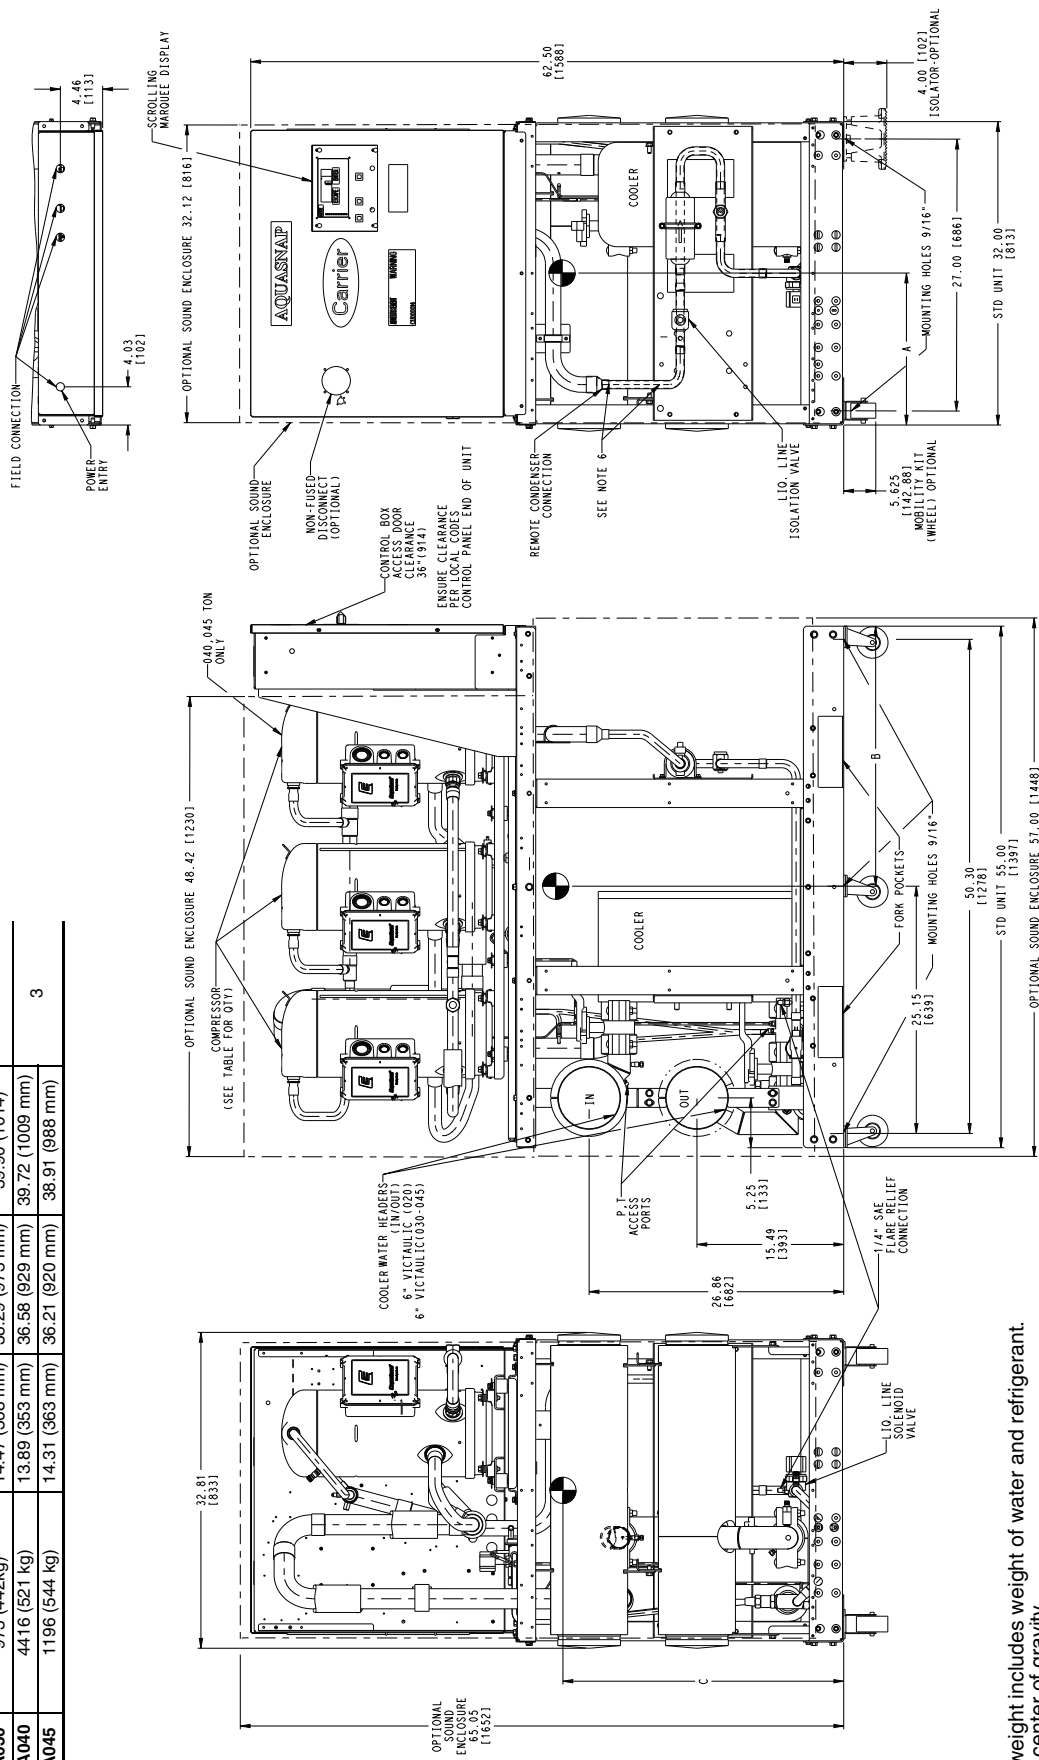 A040 4416 (521 kg) 13.89 (353 mm) 36.58 (929 mm) 39.72 (1009 mm)
A045 1196 (544 kg) 14.31 (363 mm) 36.21 (920 mm) 38.91 (988 mm)
3
FIELD CONNECTION
POWER
ENTRY
4.03
[102]
4.46
[113]
SCROLLING
MARQUEE DISPLAY
OPTIONAL SOUND ENCLOSURE 32.12 [816]
AQUASNAP
Carrier
WARNING
OPTIONAL SOUND
ENCLOSURE
NON-FUSED
DISCONNECT
(OPTIONAL)
62.50
[1588]
COOLER
REMOTE CONDENSER
CONNECTION
SEE NOTE 6
LIQ. LINE
ISOLATION VALVE
5.625
[142.88]
MOBILITY KIT
(WHEEL) OPTIONAL
A
MOUNTING HOLES 9/16"
27.00 [686]
STD UNIT 32.00
[813]
4.00 [102]
ISOLATOR-OPTIONAL
OPTIONAL SOUND ENCLOSURE 48.42 [1230]
COMPRESSOR
(SEE TABLE FOR QTY)
040,045 TON
ONLY
CONTROL BOX
ACCESS DOOR
CLEARANCE
36"(914)
ENSURE CLEARANCE
PER LOCAL CODES
CONTROL PANEL END OF UNIT
E
E
E
COOLER
IN
OUT
COOLER WATER HEADERS
(IN/OUT)
6" VICTAULIC (020)
6" VICTAULIC(030-045)
P,T
ACCESS
PORTS
5.25
[133]
15.49
[393]
26.86
[682]
1/4" SAE
FLARE RELIEF
CONNECTION
B
FORK POCKETS
25.15
[639]
MOUNTING HOLES 9/16"
50.30
[1278]
STD UNIT 55.00
[1397]
OPTIONAL SOUND ENCLOSURE 57.00 [1448]
32.81
[833]
E
OPTIONAL
SOUND
ENCLOSURE
65.05
[1652]
C
LIQ. LINE
SOLENOID
VALVE
weight includes weight of water and refrigerant.
center of gravity.